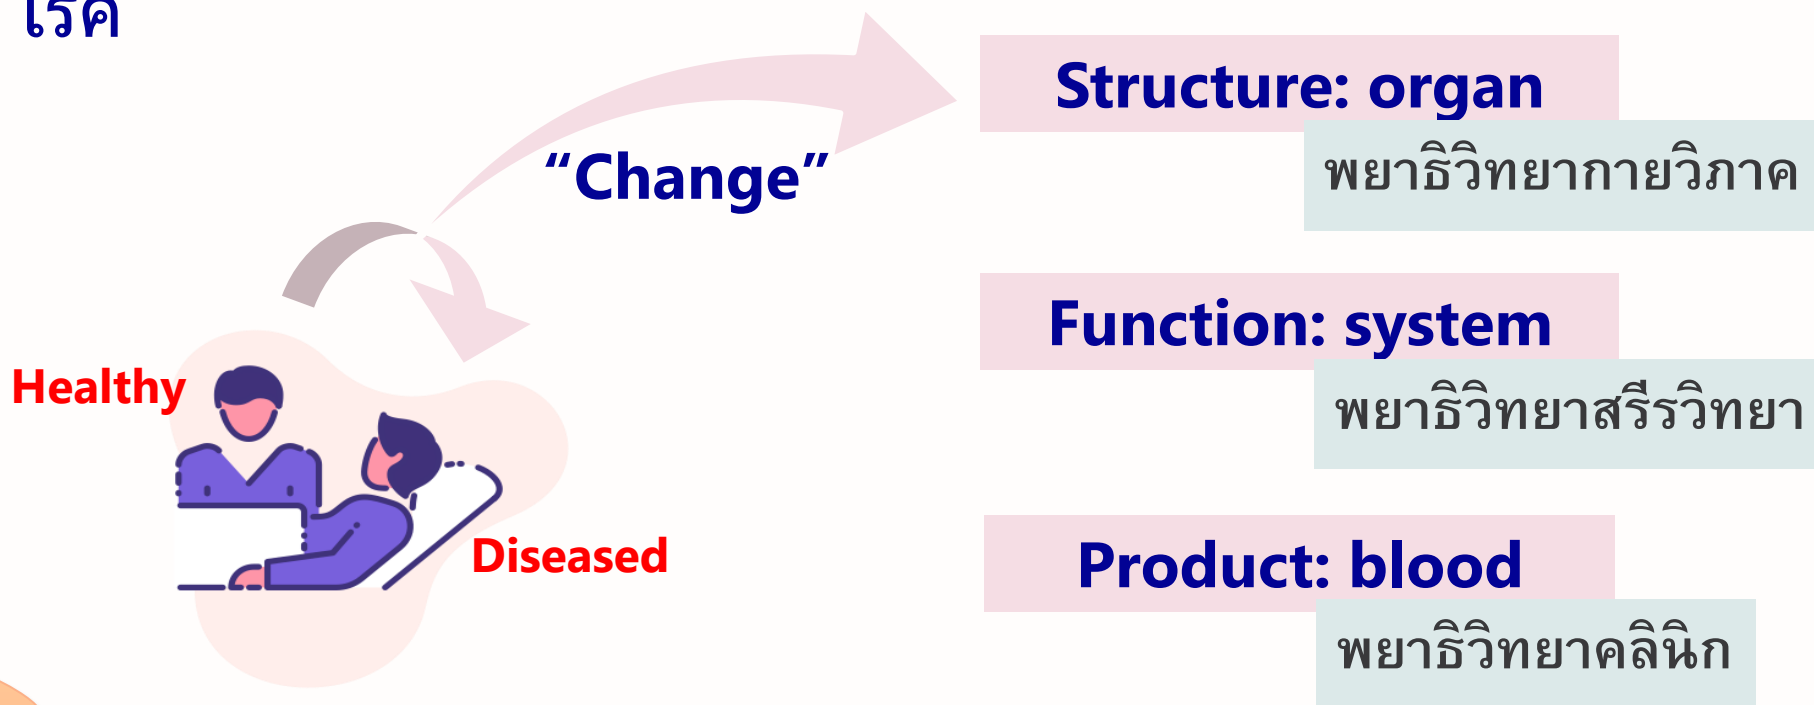 โรค
Structure: organ
พยาธิวิทยากายวิภาค
“Change”
Function: system
พยาธิวิทยาสรีรวิทยา
Healthy
Diseased
Product: blood
พยาธิวิทยาคลินิก